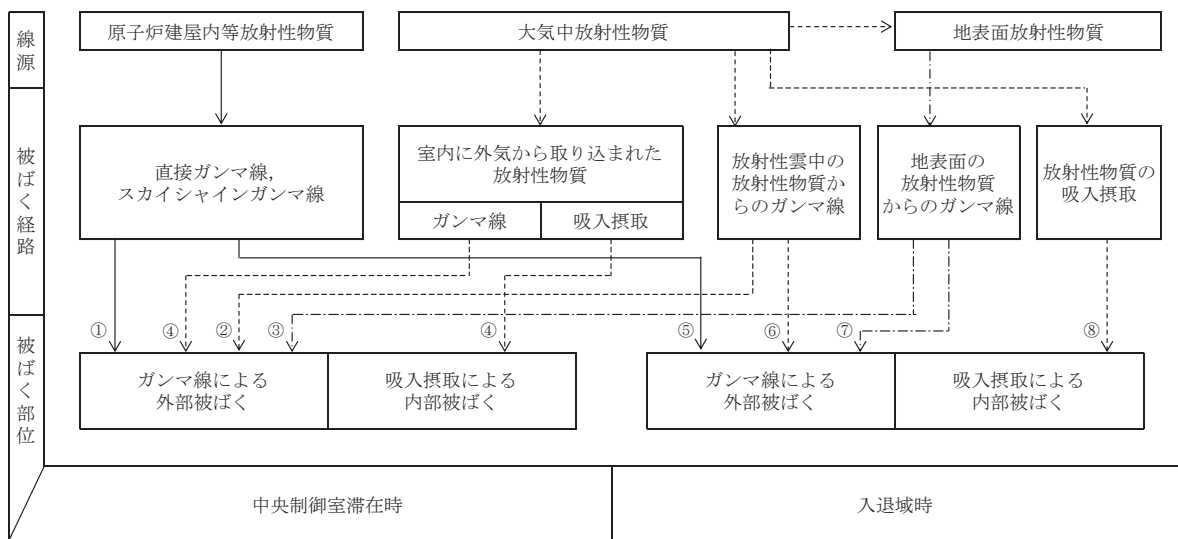 線源
原子炉建屋内等放射性物質
大気中放射性物質
地表面放射性物質
被ばく経路
直接ガンマ線，
スカイシャインガンマ線
室内に外気から取り込まれた
放射性物質
ガンマ線
吸入摂取
放射性雲中の
放射性物質か
らのガンマ線
地表面の
放射性物質
からのガンマ線
放射性物質の
吸入摂取
① ④ ② ③ ④ ⑤ ⑥ ⑦ ⑧
被ばく部位
ガンマ線による
外部被ばく
吸入摂取による
内部被ばく
ガンマ線による
外部被ばく
吸入摂取による
内部被ばく
中央制御室滞在時
入退域時